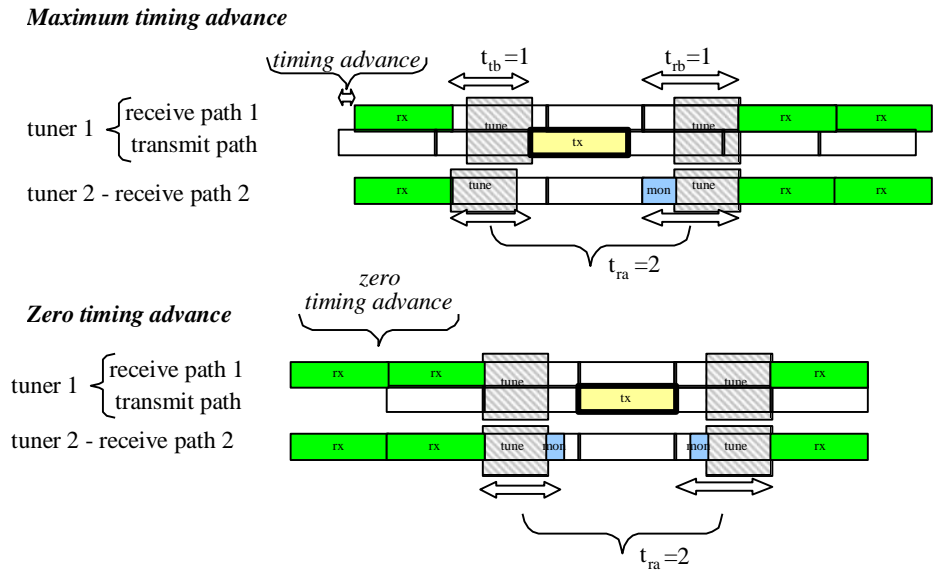 Maximum timing advance
timing advance
t_tb=1
t_rb=1
tuner 1
receive path 1
transmit path
rx
tune
tune
rx
rx
tx
tuner 2 - receive path 2
rx
tune
mon
tune
rx
rx
t_ra=2
zero
timing advance
Zero timing advance
tuner 1
receive path 1
transmit path
rx
rx
tune
tune
rx
tx
tuner 2 - receive path 2
rx
rx
tune
mon
mon
tune
rx
t_ra=2